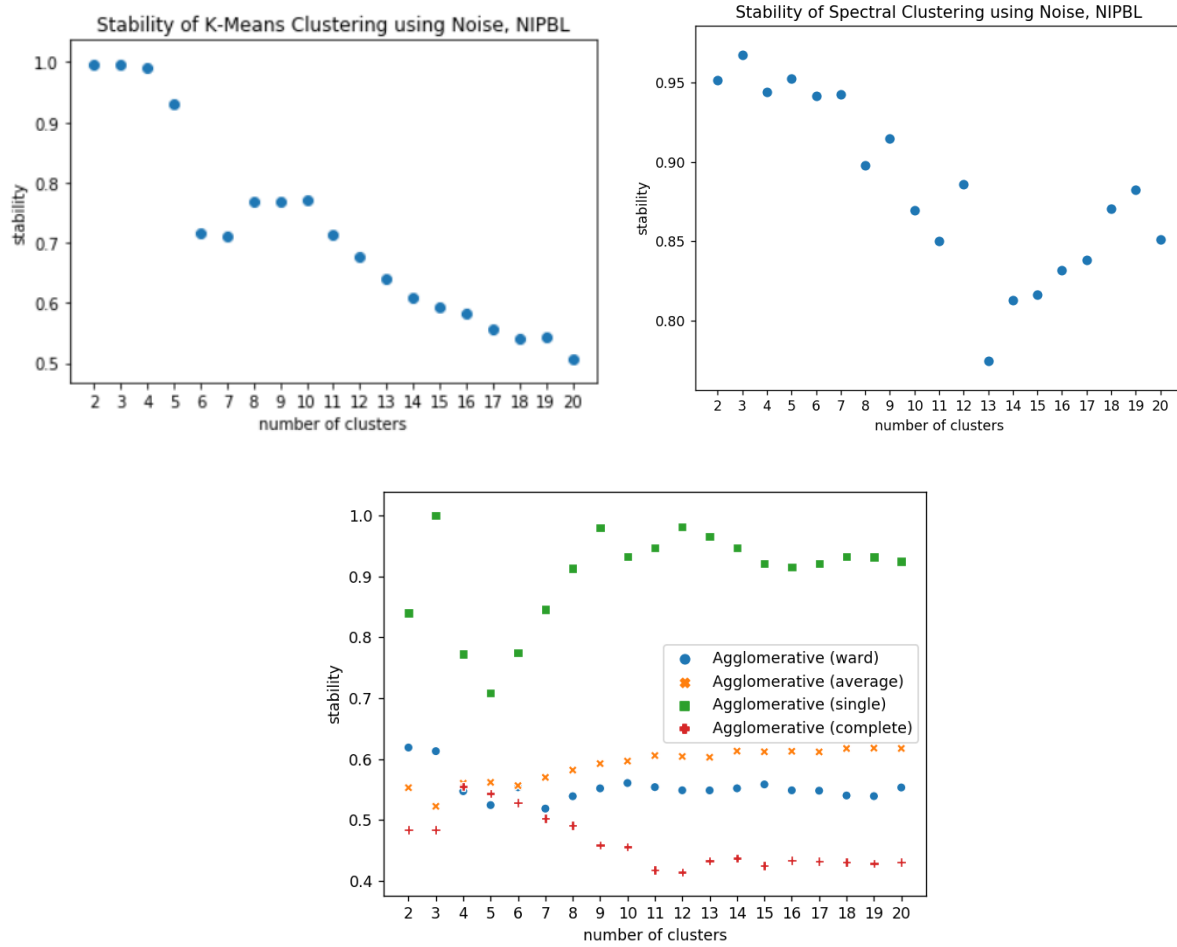 Stability of K-Means Clustering using Noise, NIPBL
1.0
0.9
0.8
0.7
0.6
0.5
stability
2 3 4 5 6 7 8 9 10 11 12 13 14 15 16 17 18 19 20
number of clusters
Stability of Spectral Clustering using Noise, NIPBL
0.95
0.90
0.85
0.80
stability
2 3 4 5 6 7 8 9 10 11 12 13 14 15 16 17 18 19 20
number of clusters
1.0
0.9
0.8
0.7
0.6
0.5
0.4
stability
Agglomerative (ward)
Agglomerative (average)
Agglomerative (single)
Agglomerative (complete)
2 3 4 5 6 7 8 9 10 11 12 13 14 15 16 17 18 19 20
number of clusters